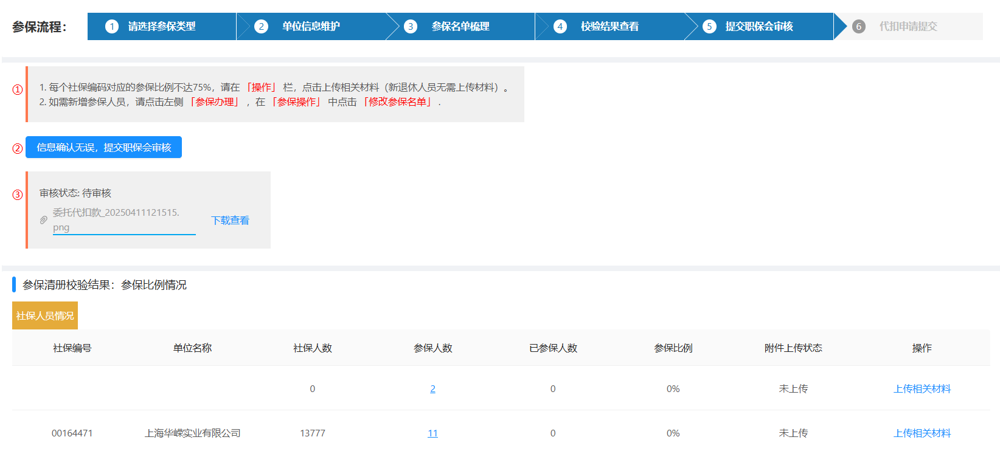 参保流程：
1 请选择参保类型
2 单位信息维护
3 参保名单梳理
4 校验结果查看
5 提交职保会审核
6 代扣申请提交
① 1. 每个社保编码对应的参保比例不达75%，请在「操作」栏，点击上传相关材料（新退休人员无需上传材料）。
2. 如需新增参保人员，请点击左侧「参保办理」，在「参保操作」中点击「修改参保名单」.
② 信息确认无误，提交职保会审核
③ 审核状态: 待审核
委托代扣款_20250411121515.
png
下载查看
参保清册校验结果：参保比例情况
社保人员情况
社保编号 单位名称 社保人数 参保人数 已参保人数 参保比例 附件上传状态 操作
0 2 0 0% 未上传 上传相关材料
00164471 上海华嵘实业有限公司 13777 11 0 0% 未上传 上传相关材料